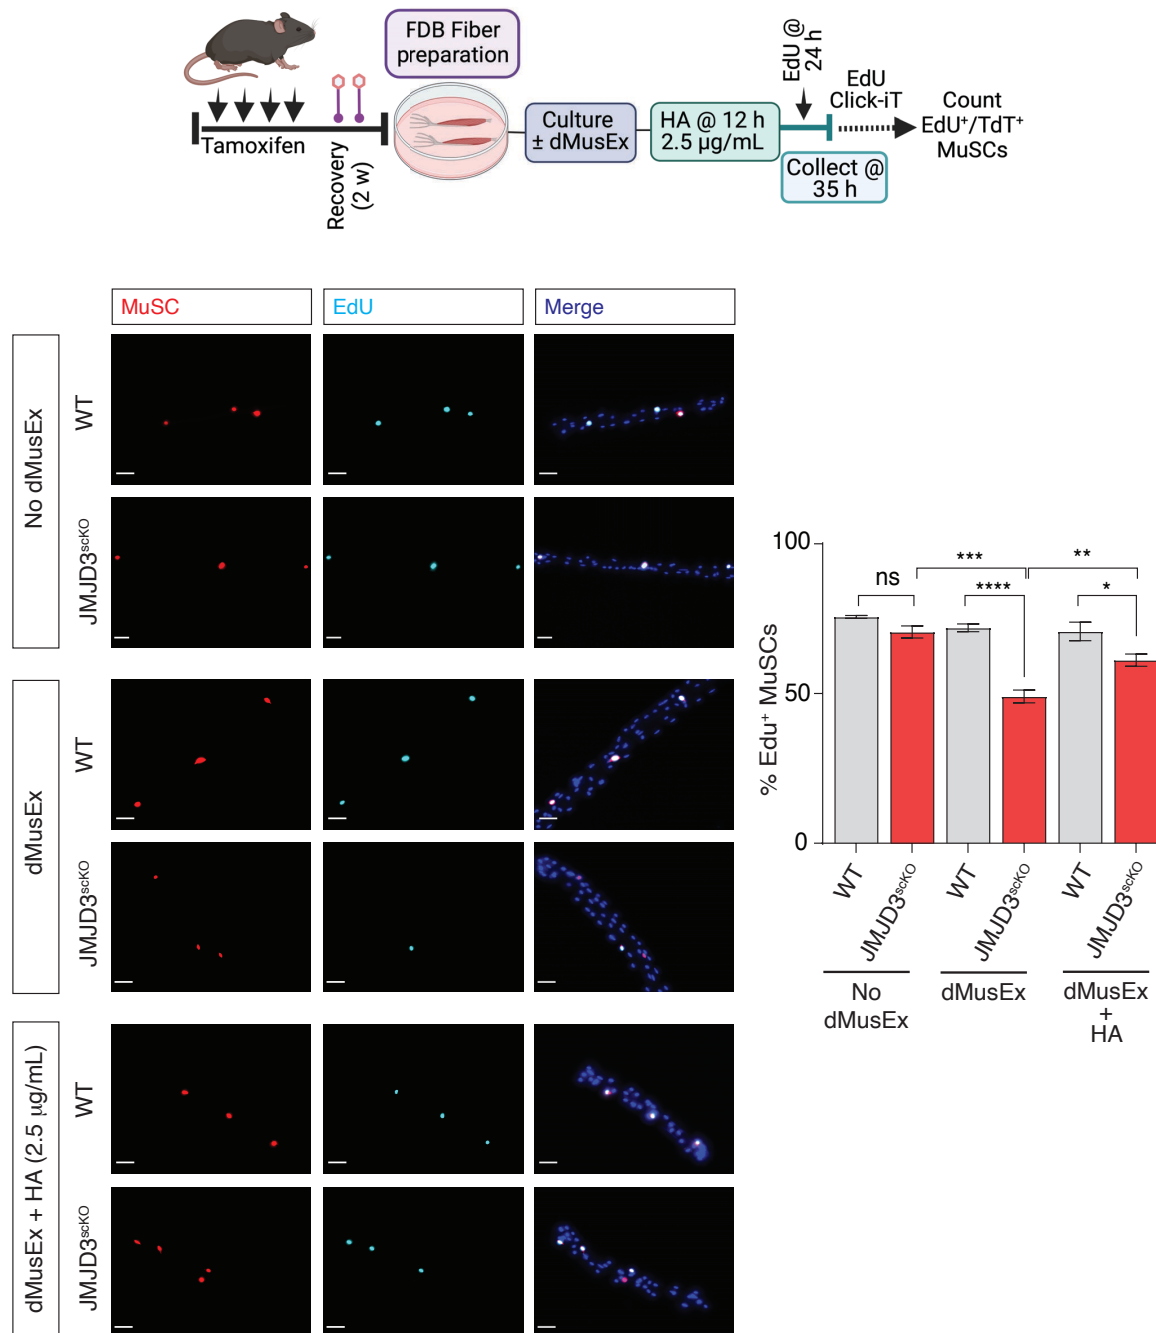 FDB Fiber
preparation
Tamoxifen
Recovery
(2 w)
Culture
± dMusEx
HA @ 12 h
2.5 µg/mL
EdU @
24 h
Collect @
35 h
EdU
Click-iT
Count
EdU⁺/TdT⁺
MuSCs
MuSC
EdU
Merge
No dMusEx
WT
JMJD3ˢᶜᴷᴼ
dMusEx
WT
JMJD3ˢᶜᴷᴼ
dMusEx + HA (2.5 µg/mL)
WT
JMJD3ˢᶜᴷᴼ
% Edu⁺ MuSCs
100
50
0
ns
***
****
**
*
WT
JMJD3ˢᶜᴷᴼ
WT
JMJD3ˢᶜᴷᴼ
WT
JMJD3ˢᶜᴷᴼ
No
dMusEx
dMusEx
dMusEx
+
HA